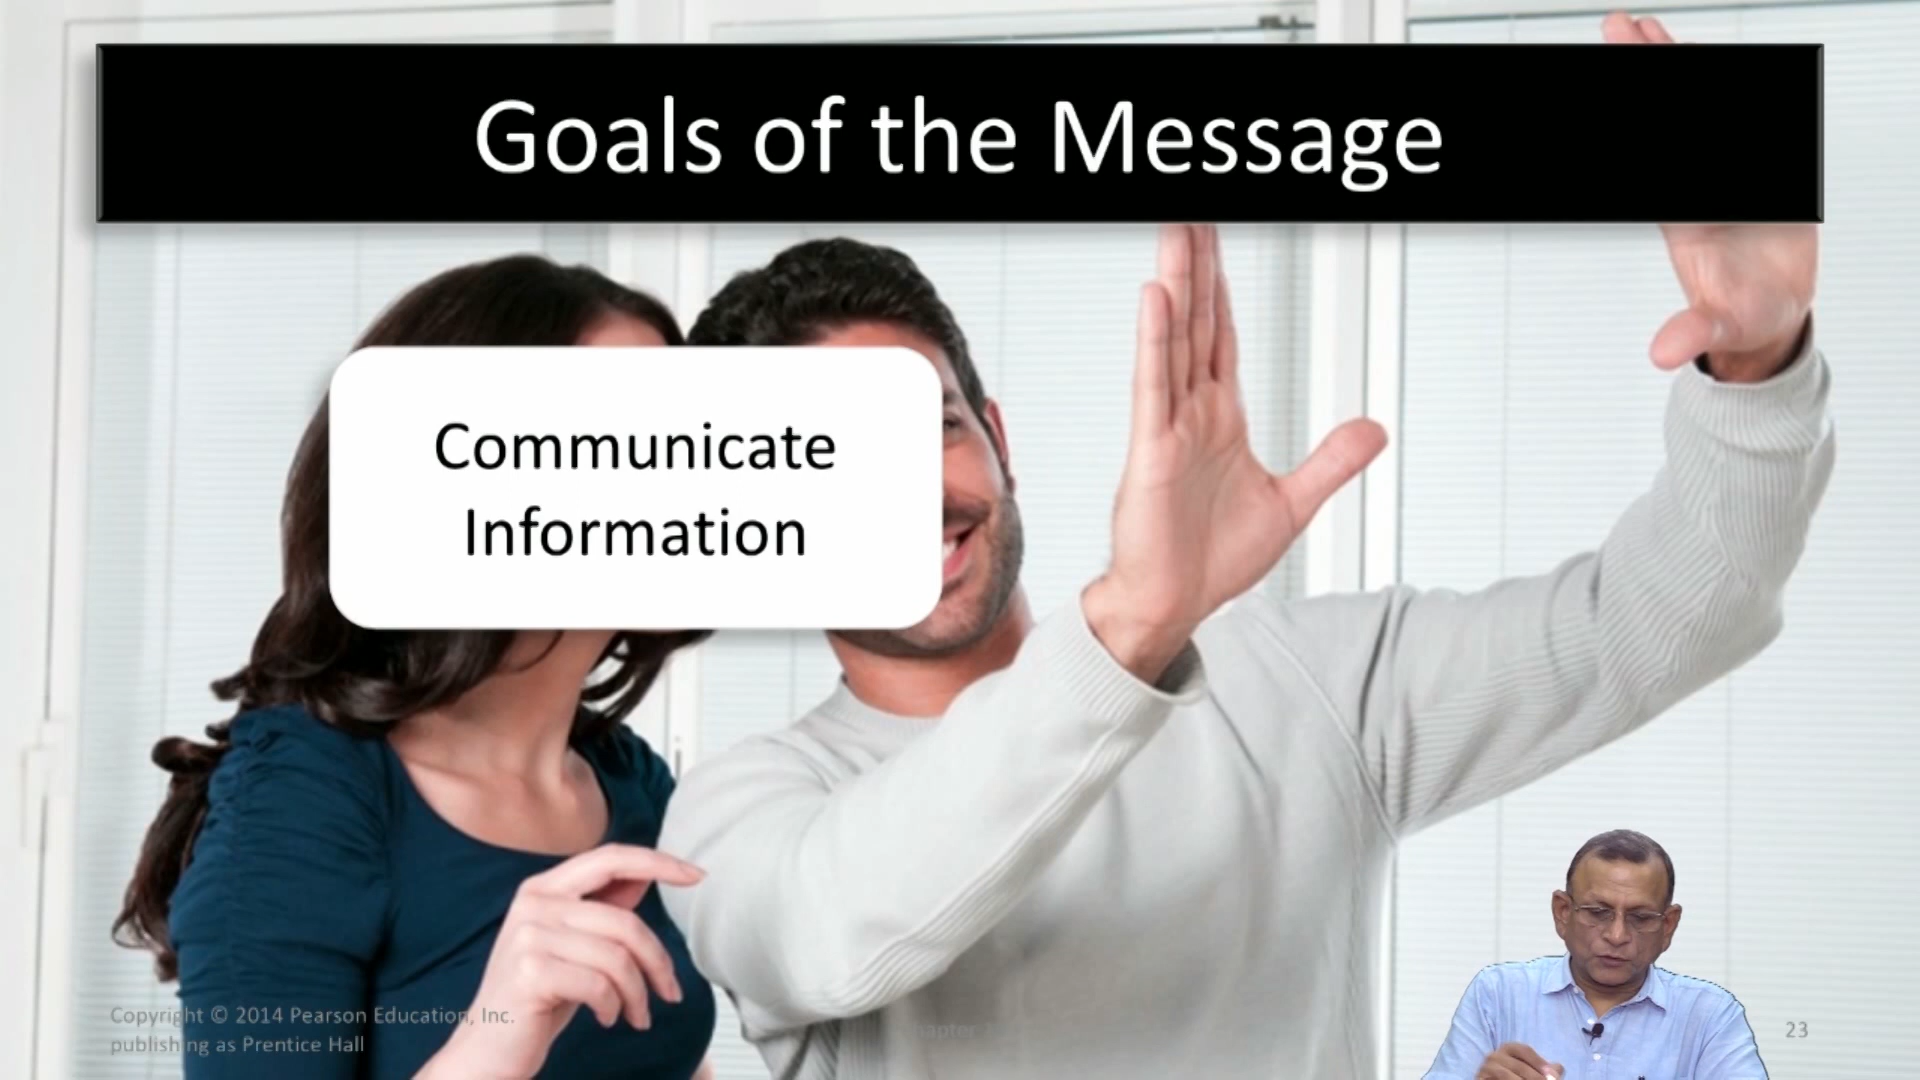 Goals of the Message
Communicate
Information
Copyright © 2014 Pearson Education, Inc.
publishing as Prentice Hall
23